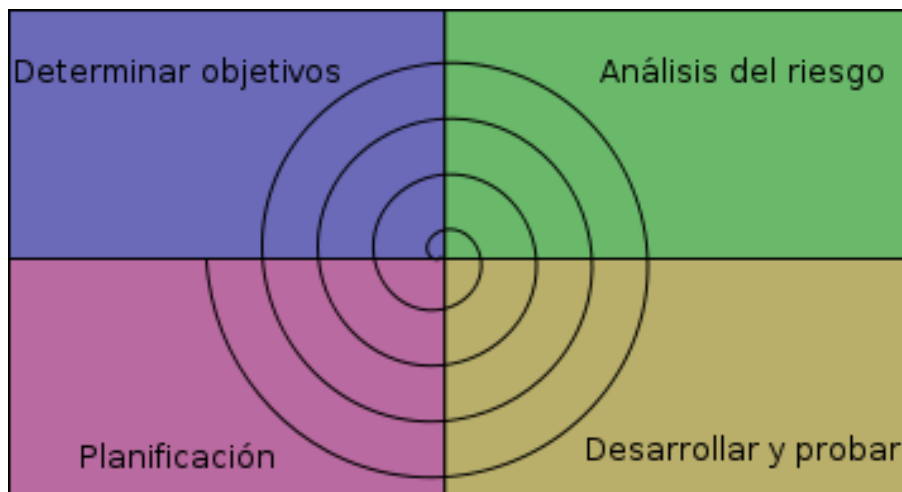 Determinar objetivos
Análisis del riesgo
Planificación
Desarrollar y probar